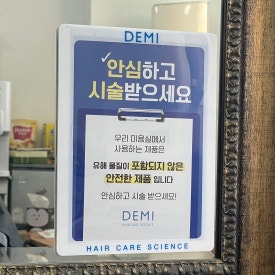 DEMI
안심하고
시술받으세요
우리 미용실에서
사용하는 제품은
유해 물질이 포함되지 않은
안전한 제품 입니다
안심하고 시술 받으세요!
DEMI
HAIR CARE SCIENCE
HAIR CARE SCIENCE